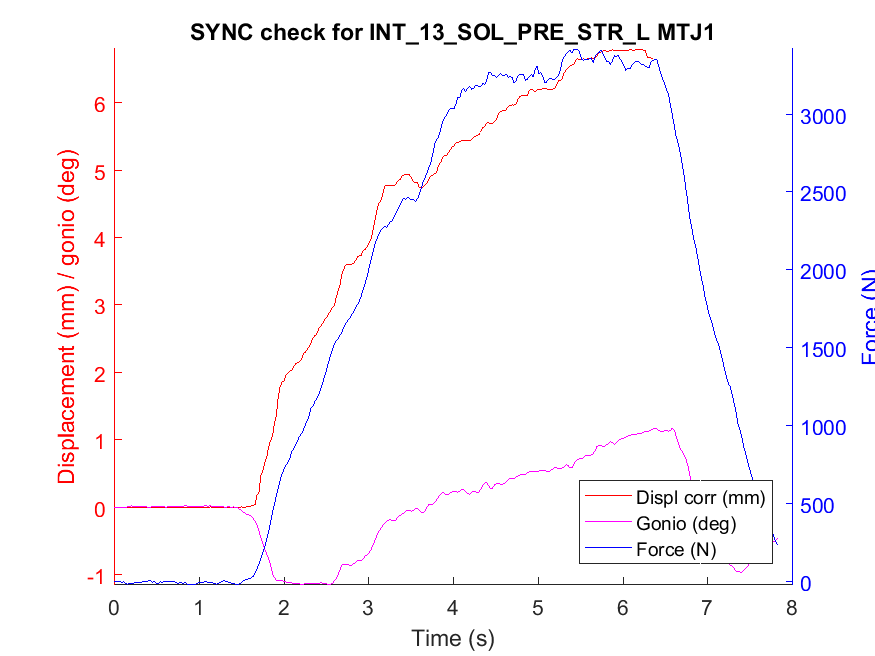 SYNC check for INT_13_SOL_PRE_STR_L MTJ1
Displacement (mm) / gonio (deg)
6
5
4
3
2
1
0
-1
3000
2500
2000
1500
1000
500
0
Force (N)
Displ corr (mm)
Gonio (deg)
Force (N)
0 1 2 3 4 5 6 7 8
Time (s)